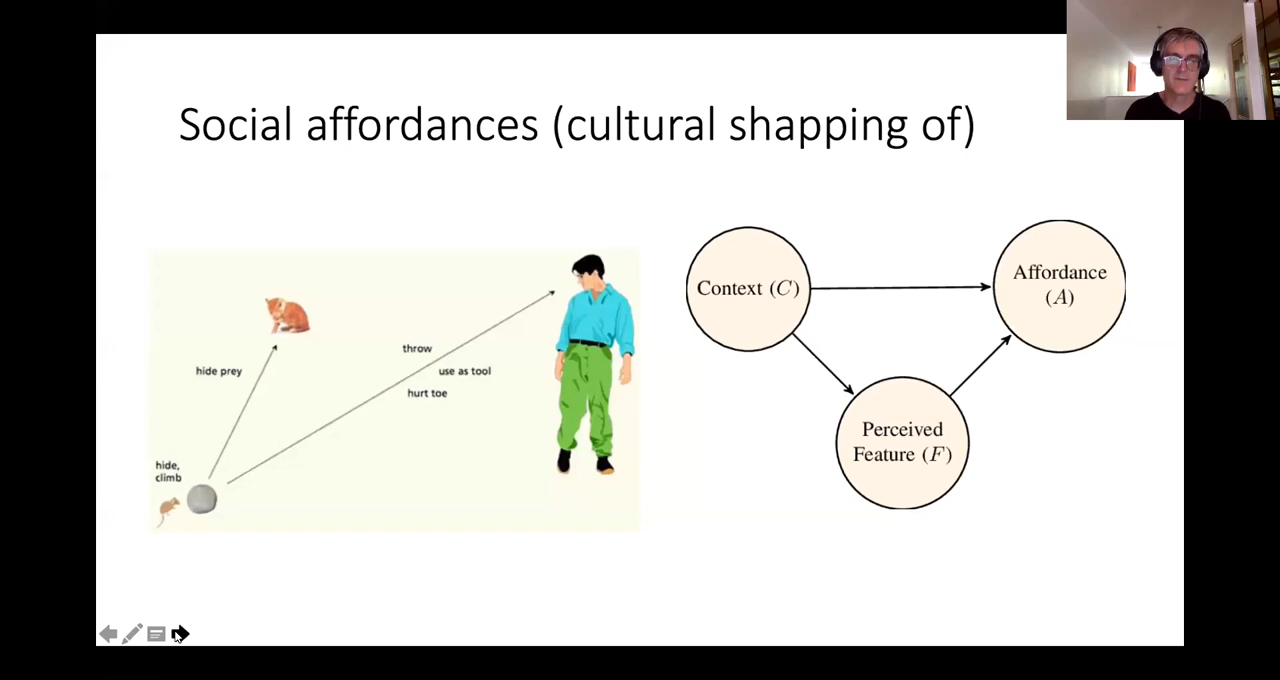 Social affordances (cultural shapping of)
hide prey
throw
use as tool
hurt toe
hide,
climb
Context (C)
Affordance
(A)
Perceived
Feature (F)